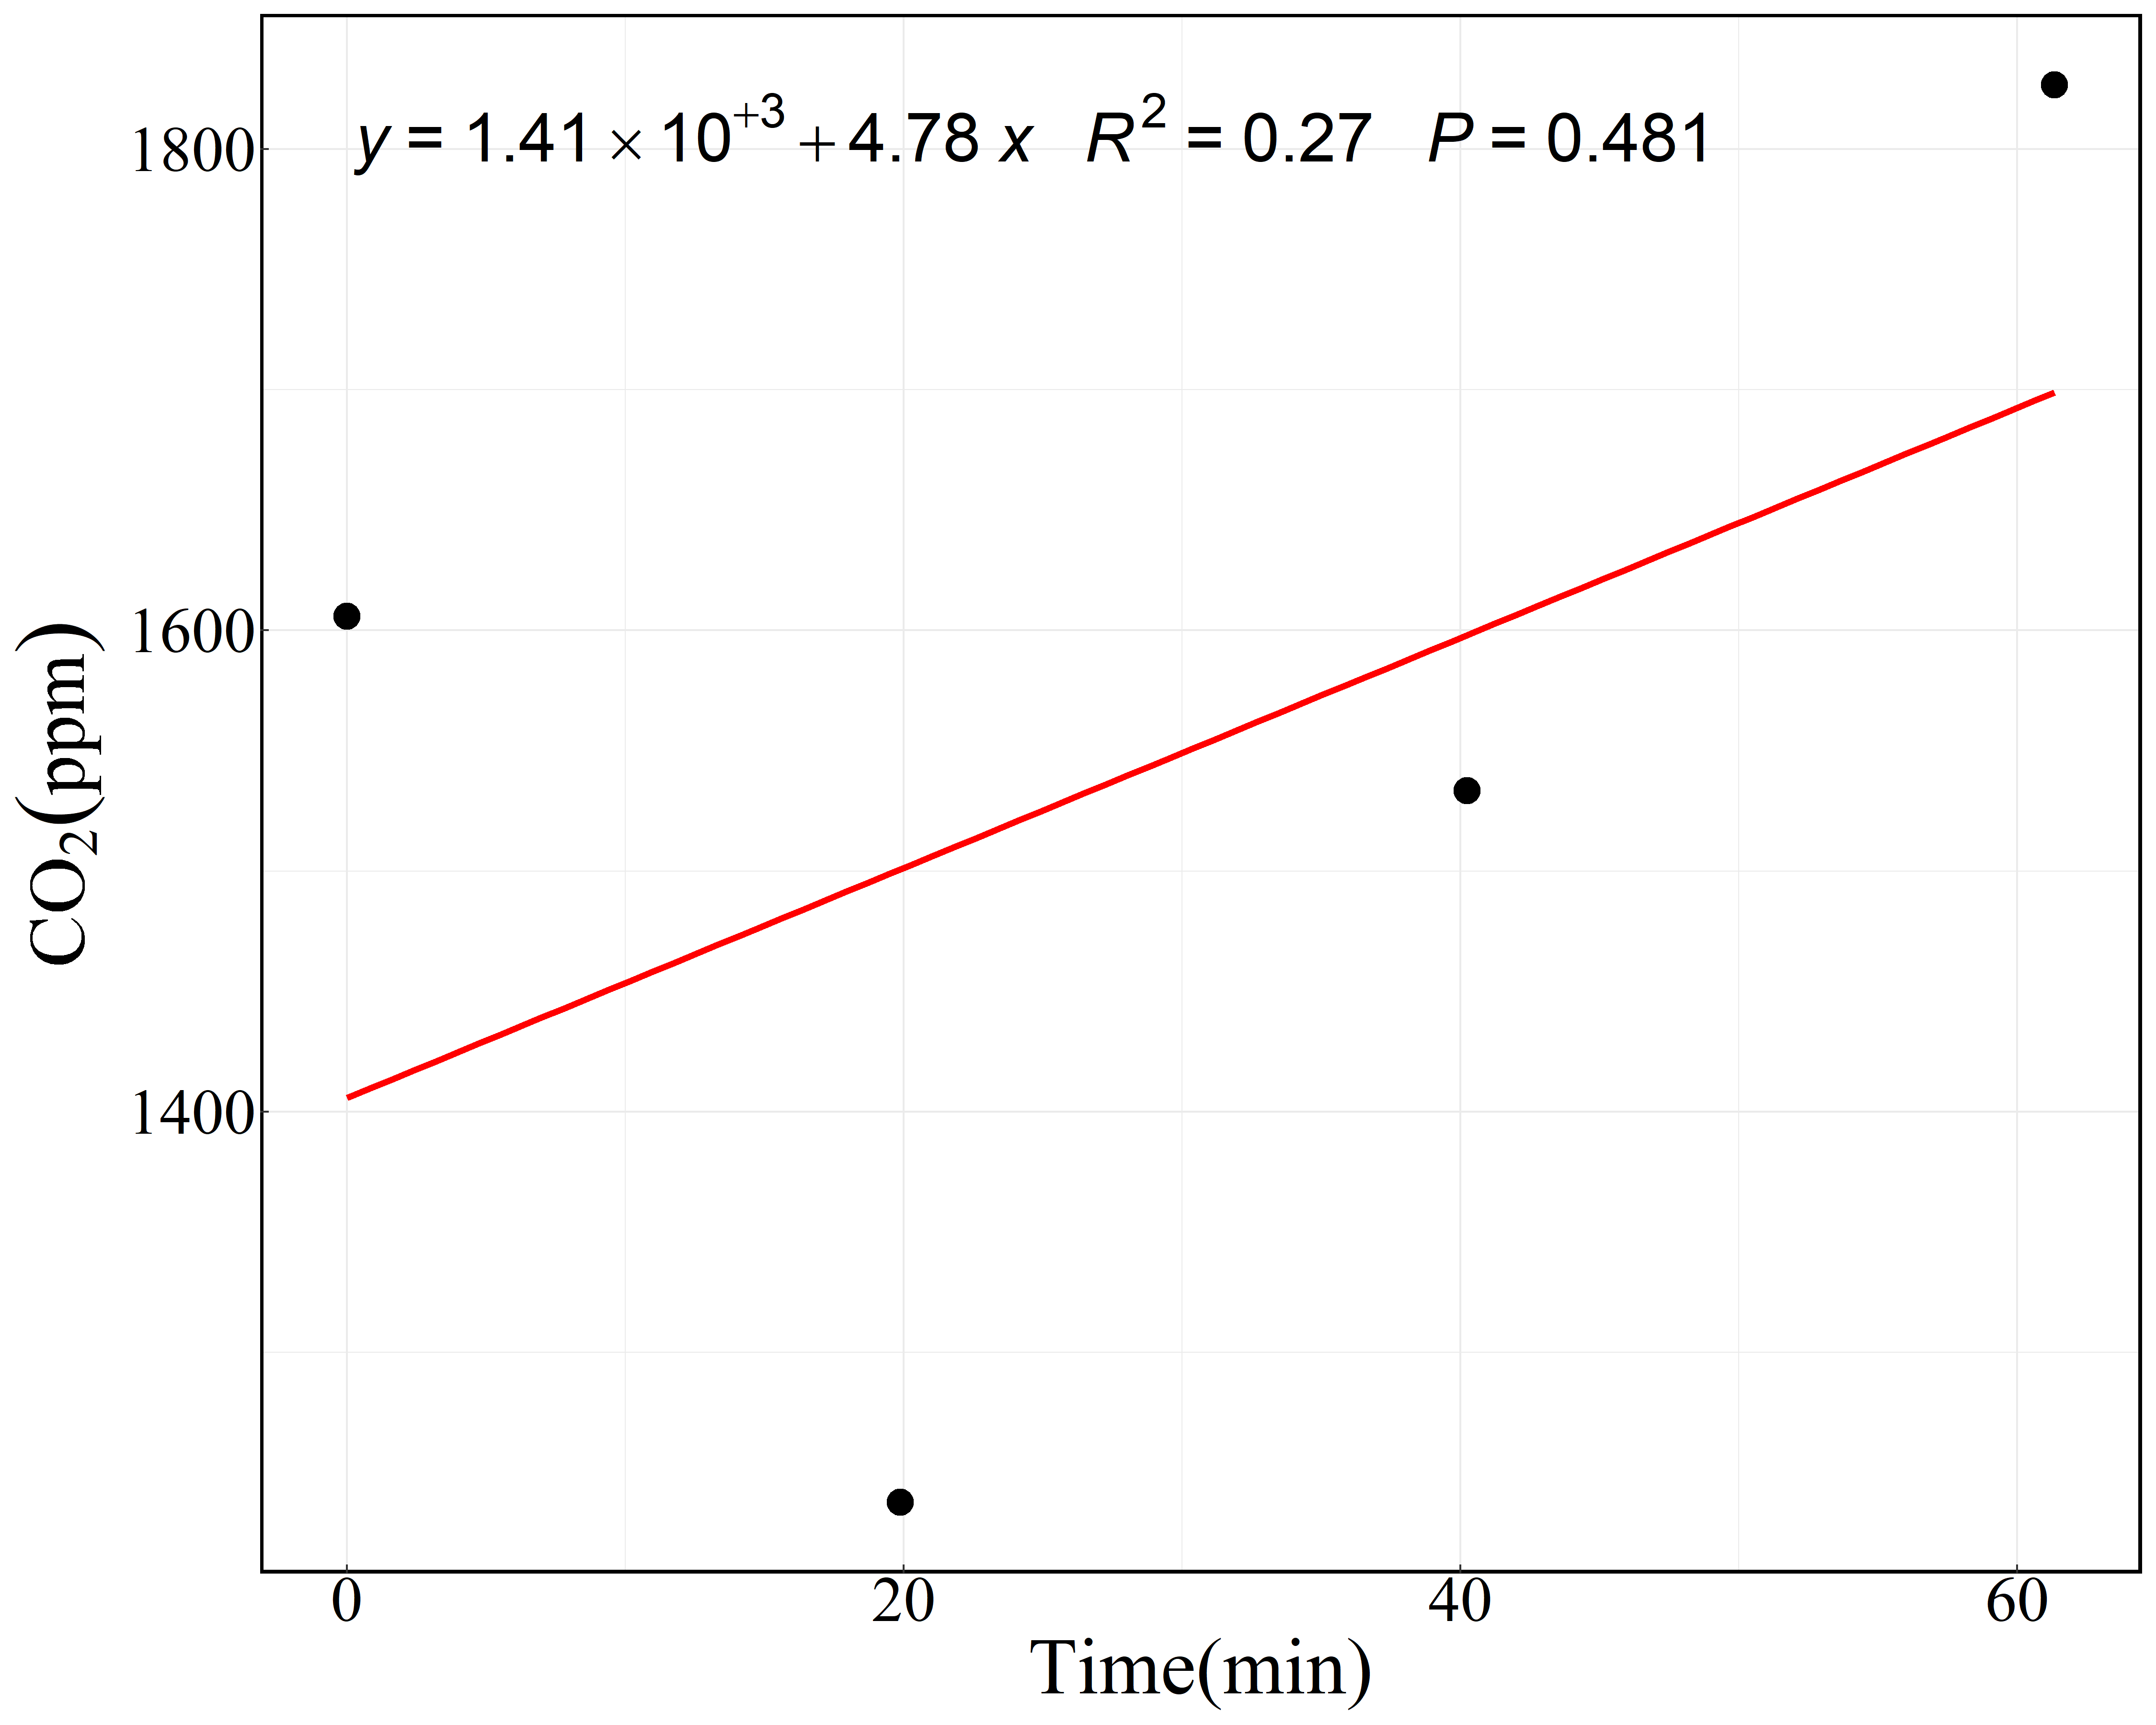 y = 1.41 × 10⁺³ + 4.78 x R² = 0.27 P = 0.481
1800
1600
1400
CO₂(ppm)
0 20 40 60
Time(min)